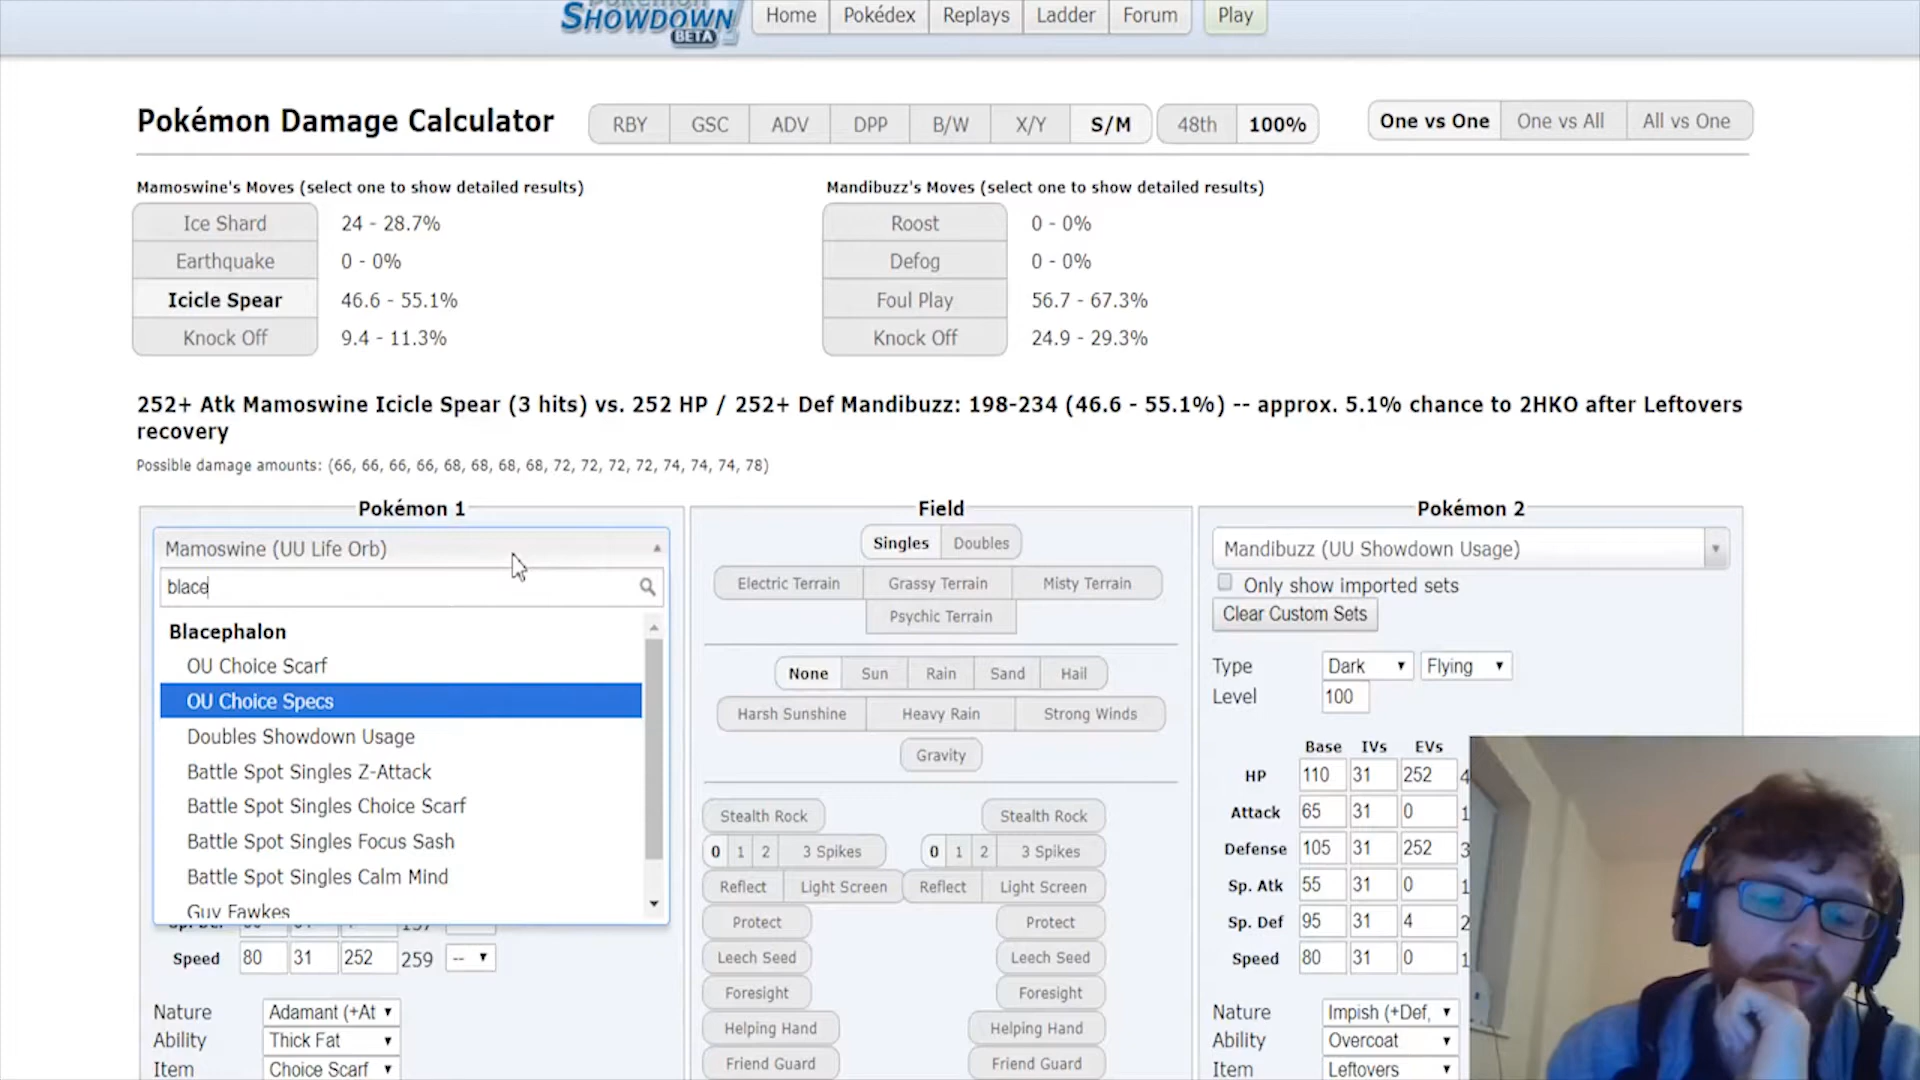 Pokémon
SHOWDOWN
BETA
Home Pokédex Replays Ladder Forum Play
Pokémon Damage Calculator RBY GSC ADV DPP B/W X/Y S/M 48th 100% One vs One One vs All All vs One
Mamoswine's Moves (select one to show detailed results) Mandibuzz's Moves (select one to show detailed results)
Ice Shard 24 - 28.7% Roost 0 - 0%
Earthquake 0 - 0% Defog 0 - 0%
Icicle Spear 46.6 - 55.1% Foul Play 56.7 - 67.3%
Knock Off 9.4 - 11.3% Knock Off 24.9 - 29.3%
252+ Atk Mamoswine Icicle Spear (3 hits) vs. 252 HP / 252+ Def Mandibuzz: 198-234 (46.6 - 55.1%) -- approx. 5.1% chance to 2HKO after Leftovers
recovery
Possible damage amounts: (66, 66, 66, 66, 68, 68, 68, 68, 72, 72, 72, 72, 74, 74, 74, 78)
Pokémon 1
Mamoswine (UU Life Orb)
blace
Blacephalon
OU Choice Scarf
OU Choice Specs
Doubles Showdown Usage
Battle Spot Singles Z-Attack
Battle Spot Singles Choice Scarf
Battle Spot Singles Focus Sash
Battle Spot Singles Calm Mind
Guy Fawkes
Speed 80 31 252 259 --
Nature Adamant (+At
Ability Thick Fat
Item Choice Scarf
Field
Singles Doubles
Electric Terrain Grassy Terrain Misty Terrain
Psychic Terrain
None Sun Rain Sand Hail
Harsh Sunshine Heavy Rain Strong Winds
Gravity
Stealth Rock Stealth Rock
0 1 2 3 Spikes 0 1 2 3 Spikes
Reflect Light Screen Reflect Light Screen
Protect Protect
Leech Seed Leech Seed
Foresight Foresight
Helping Hand Helping Hand
Friend Guard Friend Guard
Pokémon 2
Mandibuzz (UU Showdown Usage)
Only show imported sets
Clear Custom Sets
Type Dark Flying
Level 100
Base IVs EVs
HP 110 31 252 4
Attack 65 31 0 1
Defense 105 31 252 3
Sp. Atk 55 31 0 1
Sp. Def 95 31 4 2
Speed 80 31 0 1
Nature Impish (+Def,
Ability Overcoat
Item Leftovers